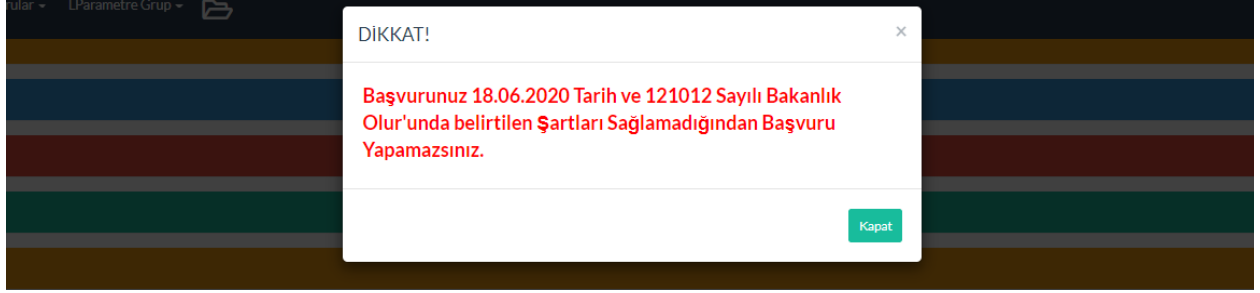 rular LParametre Grup
DİKKAT! ×
Başvurunuz 18.06.2020 Tarih ve 121012 Sayılı Bakanlık
Olur'unda belirtilen Şartları Sağlamadığından Başvuru
Yapamazsınız.
Kapat